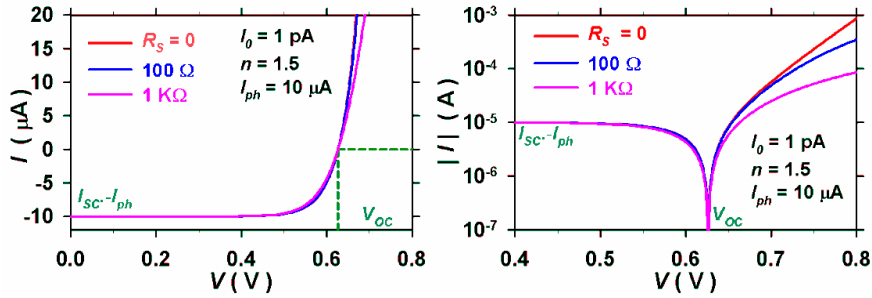 20
15
10
5
0
-5
-10
I ( μA)
R_S = 0
100 Ω
1 KΩ
I_0 = 1 pA
n = 1.5
I_ph = 10 μA
I_SC·-I_ph
V_OC
0.0 0.2 0.4 0.6 0.8
V ( V)
10^-3
10^-4
10^-5
10^-6
10^-7
| I | ( A)
R_S = 0
100 Ω
1 KΩ
I_SC·-I_ph
I_0 = 1 pA
n = 1.5
I_ph = 10 μA
V_OC
0.4 0.5 0.6 0.7 0.8
V ( V)